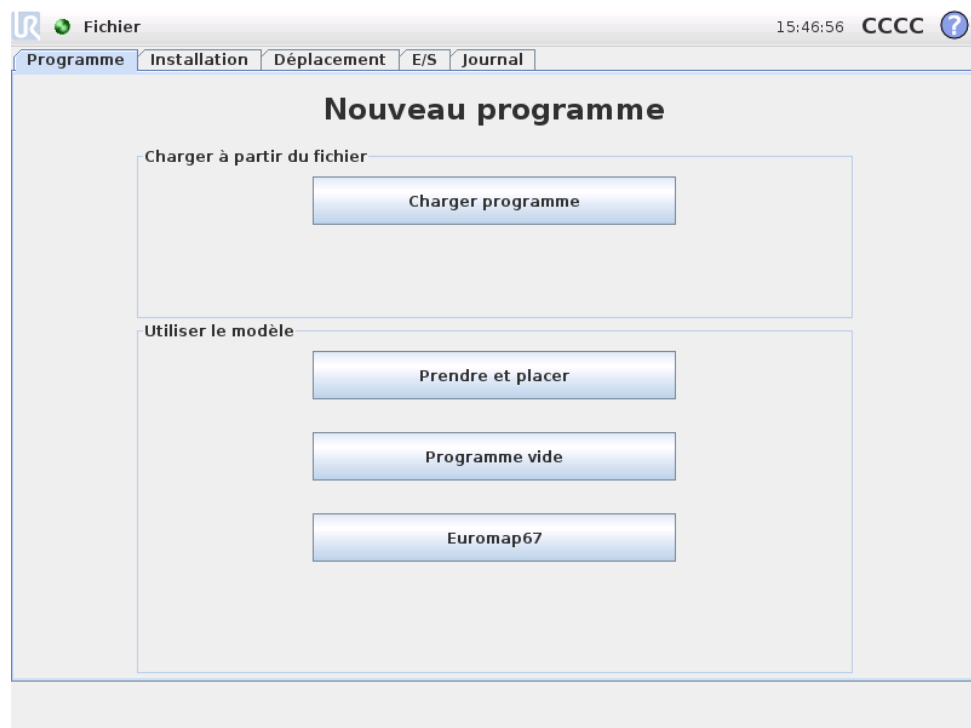 UR Fichier 15:46:56 CCCC ?
Programme Installation Déplacement E/S Journal
Nouveau programme
Charger à partir du fichier
Charger programme
Utiliser le modèle
Prendre et placer
Programme vide
Euromap67